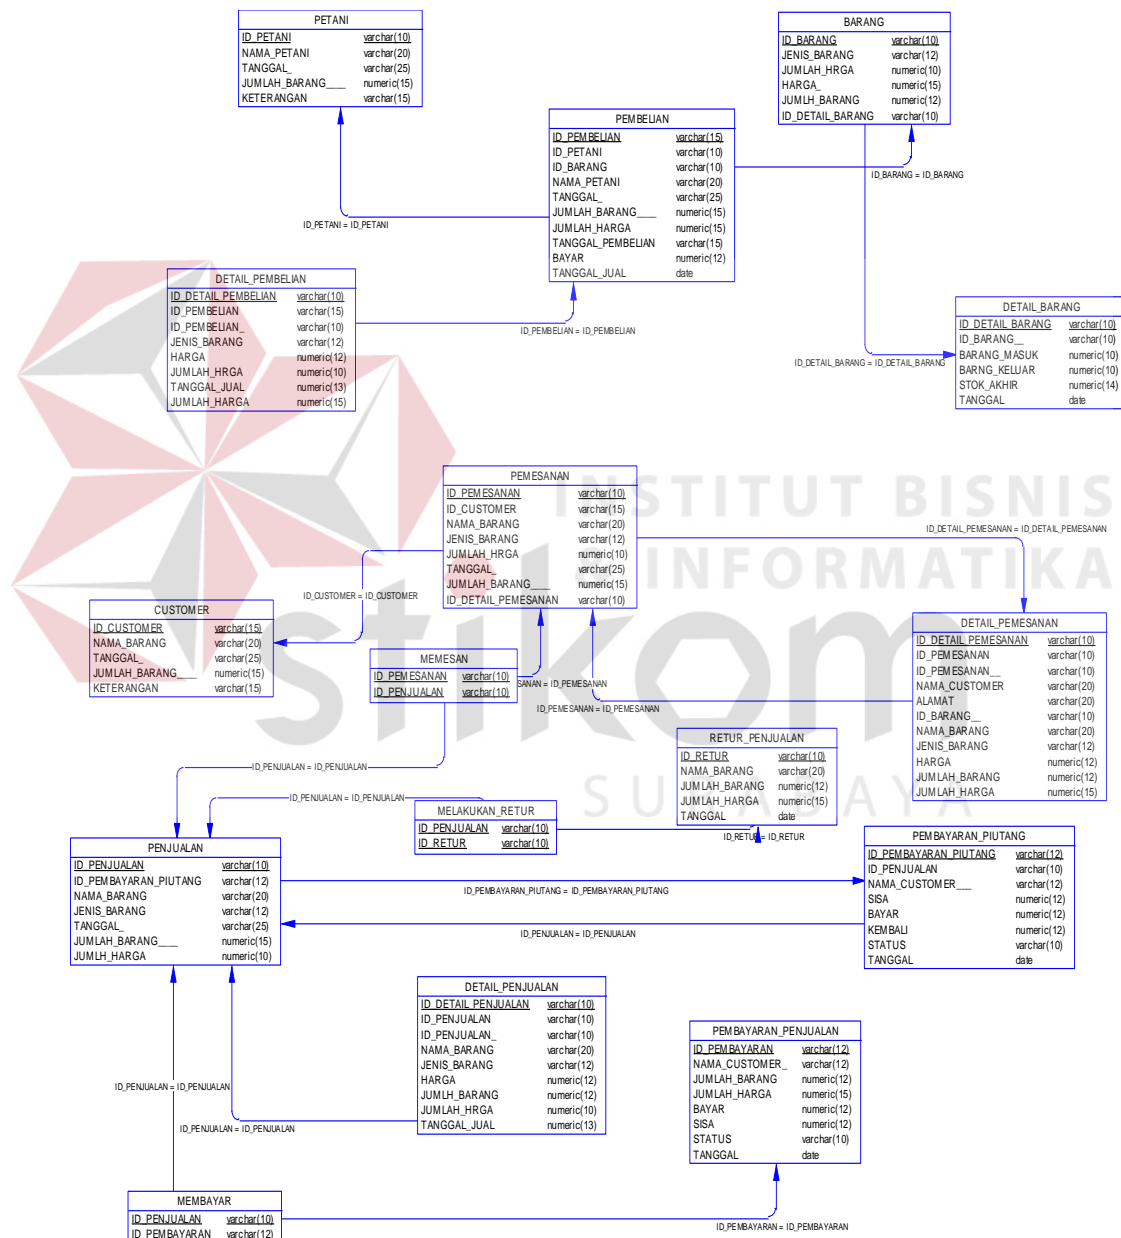 PETANI
ID_PETANI varchar(10)
NAMA_PETANI varchar(20)
TANGGAL_ varchar(25)
JUMLAH_BARANG____ numeric(15)
KETERANGAN varchar(15)
BARANG
ID_BARANG varchar(10)
JENIS_BARANG varchar(12)
JUMLAH_HRGA numeric(10)
HARGA_ numeric(15)
JUMLH_BARANG numeric(12)
ID_DETAIL_BARANG varchar(10)
PEMBELIAN
ID_PEMBELIAN varchar(15)
ID_PETANI varchar(10)
ID_BARANG varchar(10)
NAMA_PETANI varchar(20)
TANGGAL_ varchar(25)
JUMLAH_BARANG____ numeric(15)
JUMLAH_HARGA numeric(15)
TANGGAL_PEMBELIAN varchar(15)
BAYAR numeric(12)
TANGGAL_JUAL date
ID_BARANG = ID_BARANG
ID_PETANI = ID_PETANI
DETAIL_PEMBELIAN
ID_DETAIL_PEMBELIAN varchar(10)
ID_PEMBELIAN varchar(15)
ID_PEMBELIAN_ varchar(10)
JENIS_BARANG varchar(12)
HARGA numeric(12)
JUMLAH_HRGA numeric(10)
TANGGAL_JUAL numeric(13)
JUMLAH_HARGA numeric(15)
ID_PEMBELIAN = ID_PEMBELIAN
DETAIL_BARANG
ID_DETAIL_BARANG varchar(10)
ID_BARANG__ varchar(10)
BARANG_MASUK numeric(10)
BARNG_KELUAR numeric(10)
STOK_AKHIR numeric(14)
TANGGAL date
ID_DETAIL_BARANG = ID_DETAIL_BARANG
INSTITUT BISNIS
INFORMATIKA
stikom
SURABAYA
PEMESANAN
ID_PEMESANAN varchar(10)
ID_CUSTOMER varchar(15)
NAMA_BARANG varchar(20)
JENIS_BARANG varchar(12)
JUMLAH_HRGA numeric(10)
TANGGAL_ varchar(25)
JUMLAH_BARANG____ numeric(15)
ID_DETAIL_PEMESANAN varchar(10)
ID_DETAIL_PEMESANAN = ID_DETAIL_PEMESANAN
ID_CUSTOMER = ID_CUSTOMER
CUSTOMER
ID_CUSTOMER varchar(15)
NAMA_BARANG varchar(20)
TANGGAL_ varchar(25)
JUMLAH_BARANG____ numeric(15)
KETERANGAN varchar(15)
MEMESAN
ID_PEMESANAN varchar(10)
ID_PENJUALAN varchar(10)
SANAN = ID_PEMESANAN
ID_PEMESANAN = ID_PEMESANAN
DETAIL_PEMESANAN
ID_DETAIL_PEMESANAN varchar(10)
ID_PEMESANAN varchar(10)
ID_PEMESANAN__ varchar(10)
NAMA_CUSTOMER varchar(20)
ALAMAT varchar(20)
ID_BARANG__ varchar(10)
NAMA_BARANG varchar(20)
JENIS_BARANG varchar(12)
HARGA numeric(12)
JUMLAH_BARANG numeric(12)
JUMLAH_HARGA numeric(15)
RETUR_PENJUALAN
ID_RETUR varchar(10)
NAMA_BARANG varchar(20)
JUMLAH_BARANG numeric(12)
JUMLAH_HARGA numeric(15)
TANGGAL date
ID_PENJUALAN = ID_PENJUALAN
ID_PENJUALAN = ID_PENJUALAN
MELAKUKAN_RETUR
ID_PENJUALAN varchar(10)
ID_RETUR varchar(10)
ID_RETUR = ID_RETUR
PENJUALAN
ID_PENJUALAN varchar(10)
ID_PEMBAYARAN_PIUTANG varchar(12)
NAMA_BARANG varchar(20)
JENIS_BARANG varchar(12)
TANGGAL_ varchar(25)
JUMLAH_BARANG____ numeric(15)
JUMLH_HARGA numeric(10)
PEMBAYARAN_PIUTANG
ID_PEMBAYARAN_PIUTANG varchar(12)
ID_PENJUALAN varchar(10)
NAMA_CUSTOMER___ varchar(12)
SISA numeric(12)
BAYAR numeric(12)
KEMBALI numeric(12)
STATUS varchar(10)
TANGGAL date
ID_PEMBAYARAN_PIUTANG = ID_PEMBAYARAN_PIUTANG
ID_PENJUALAN = ID_PENJUALAN
DETAIL_PENJUALAN
ID_DETAIL_PENJUALAN varchar(10)
ID_PENJUALAN varchar(10)
ID_PENJUALAN_ varchar(10)
NAMA_BARANG varchar(20)
JENIS_BARANG varchar(12)
HARGA numeric(12)
JUMLH_BARANG numeric(12)
JUMLAH_HRGA numeric(10)
TANGGAL_JUAL numeric(13)
PEMBAYARAN_PENJUALAN
ID_PEMBAYARAN varchar(12)
NAMA_CUSTOMER_ varchar(12)
JUMLAH_BARANG numeric(12)
JUMLAH_HARGA numeric(15)
BAYAR numeric(12)
SISA numeric(12)
STATUS varchar(10)
TANGGAL date
ID_PENJUALAN = ID_PENJUALAN
ID_PENJUALAN = ID_PENJUALAN
MEMBAYAR
ID_PENJUALAN varchar(10)
ID_PEMBAYARAN varchar(12)
ID_PEMBAYARAN = ID_PEMBAYARAN